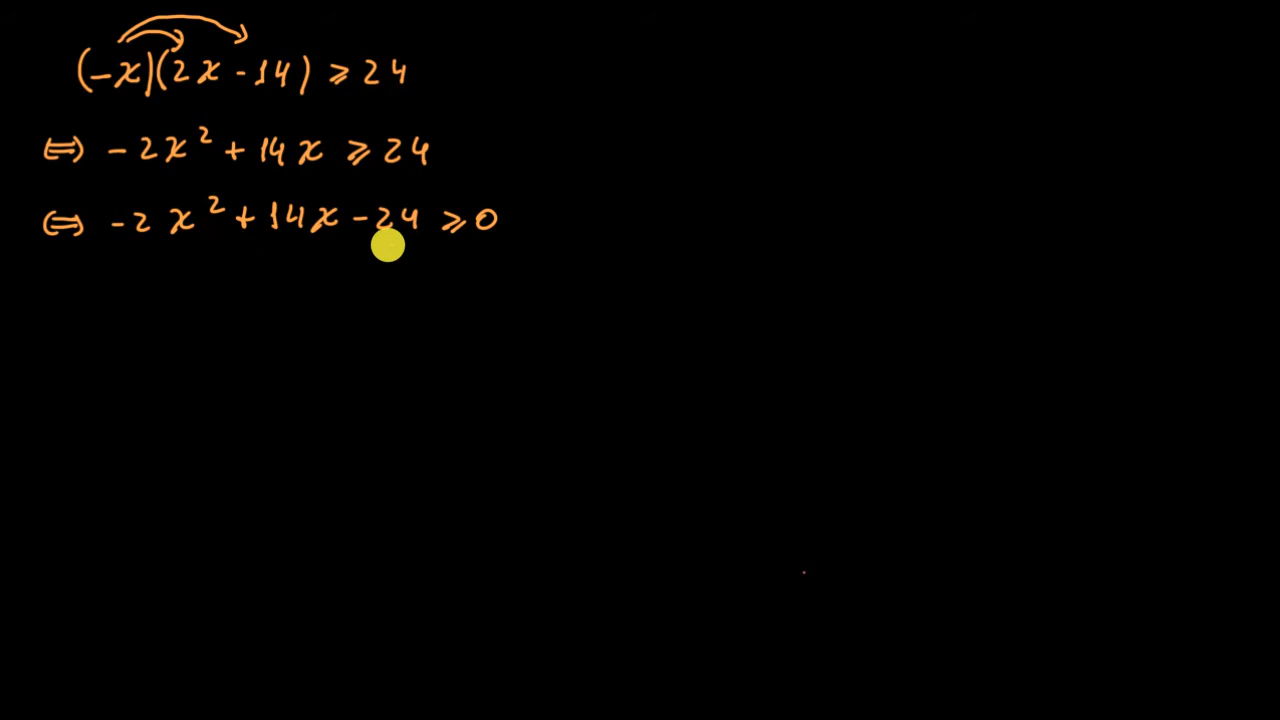 (-x)(2x-14) ⩾ 24
⇔ -2x² + 14x ⩾ 24
⇔ -2x² + 14x - 24 ⩾ 0